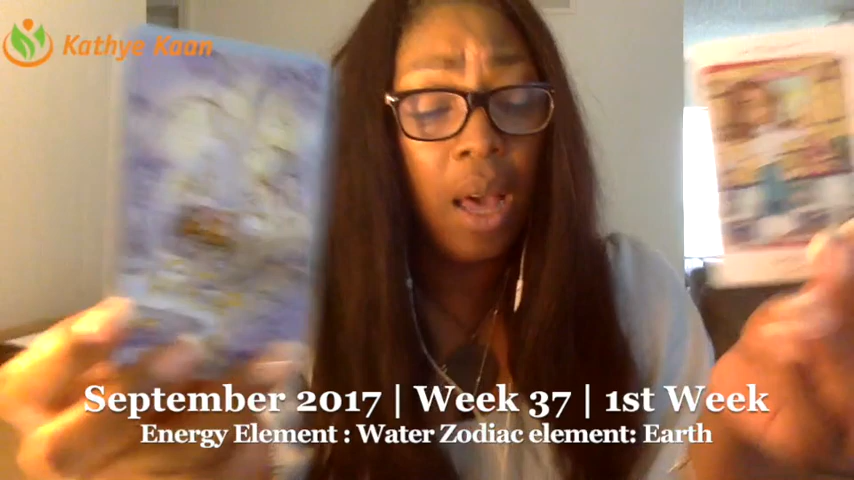 Kathye Kaan
September 2017 | Week 37 | 1st Week
Energy Element : Water Zodiac element: Earth